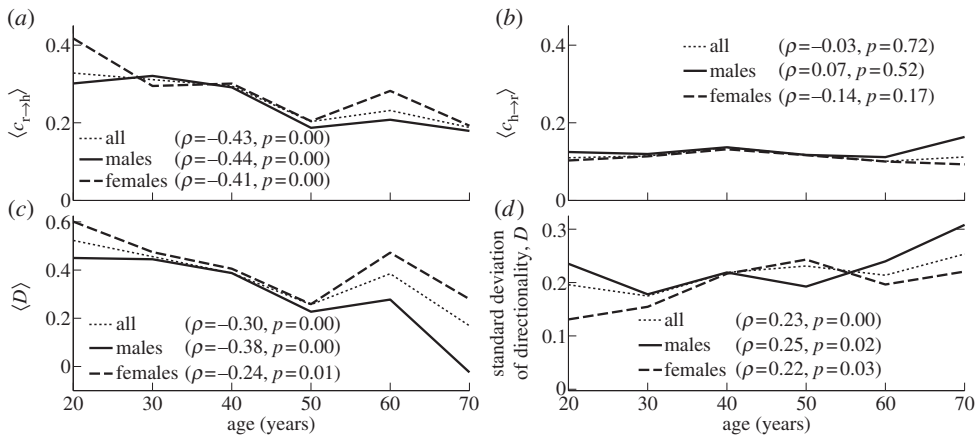 (a)
0.4
0.2
0
⟨c_r→h⟩
all (ρ=–0.43, p=0.00)
males (ρ=–0.44, p=0.00)
females (ρ=–0.41, p=0.00)
(b)
0.4
0.2
0
⟨c_h→r⟩
all (ρ=–0.03, p=0.72)
males (ρ=0.07, p=0.52)
females (ρ=–0.14, p=0.17)
(c)
0.6
0.4
0.2
0
⟨D⟩
all (ρ=–0.30, p=0.00)
males (ρ=–0.38, p=0.00)
females (ρ=–0.24, p=0.01)
20 30 40 50 60 70
age (years)
(d)
0.3
0.2
0.1
0
standard deviation
of directionality, D
all (ρ=0.23, p=0.00)
males (ρ=0.25, p=0.02)
females (ρ=0.22, p=0.03)
20 30 40 50 60 70
age (years)